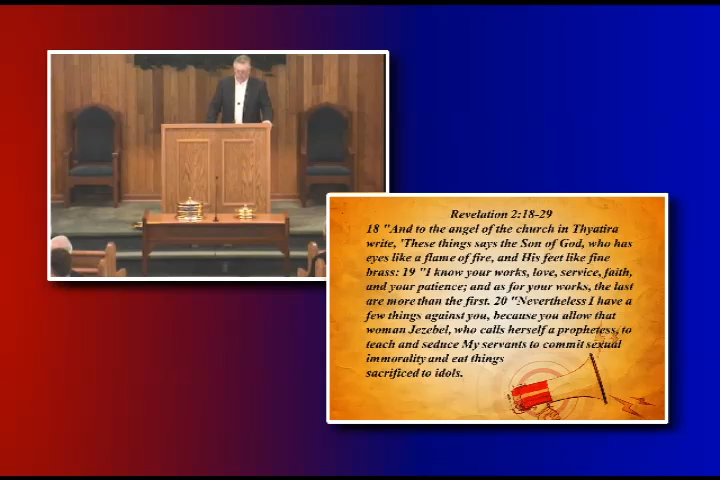 Revelation 2:18-29
18 "And to the angel of the church in Thyatira
write, 'These things says the Son of God, who has
eyes like a flame of fire, and His feet like fine
brass: 19 "I know your works, love, service, faith,
and your patience; and as for your works, the last
are more than the first. 20 "Nevertheless I have a
few things against you, because you allow that
woman Jezebel, who calls herself a prophetess, to
teach and seduce My servants to commit sexual
immorality and eat things
sacrificed to idols.